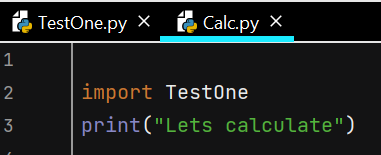 TestOne.py × Calc.py ×
1
2 import TestOne
3 print("Lets calculate")